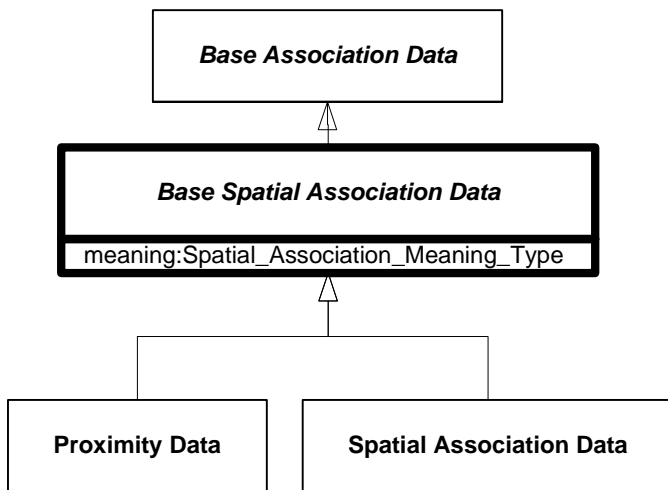 Base Association Data
Base Spatial Association Data
meaning:Spatial_Association_Meaning_Type
Proximity Data
Spatial Association Data